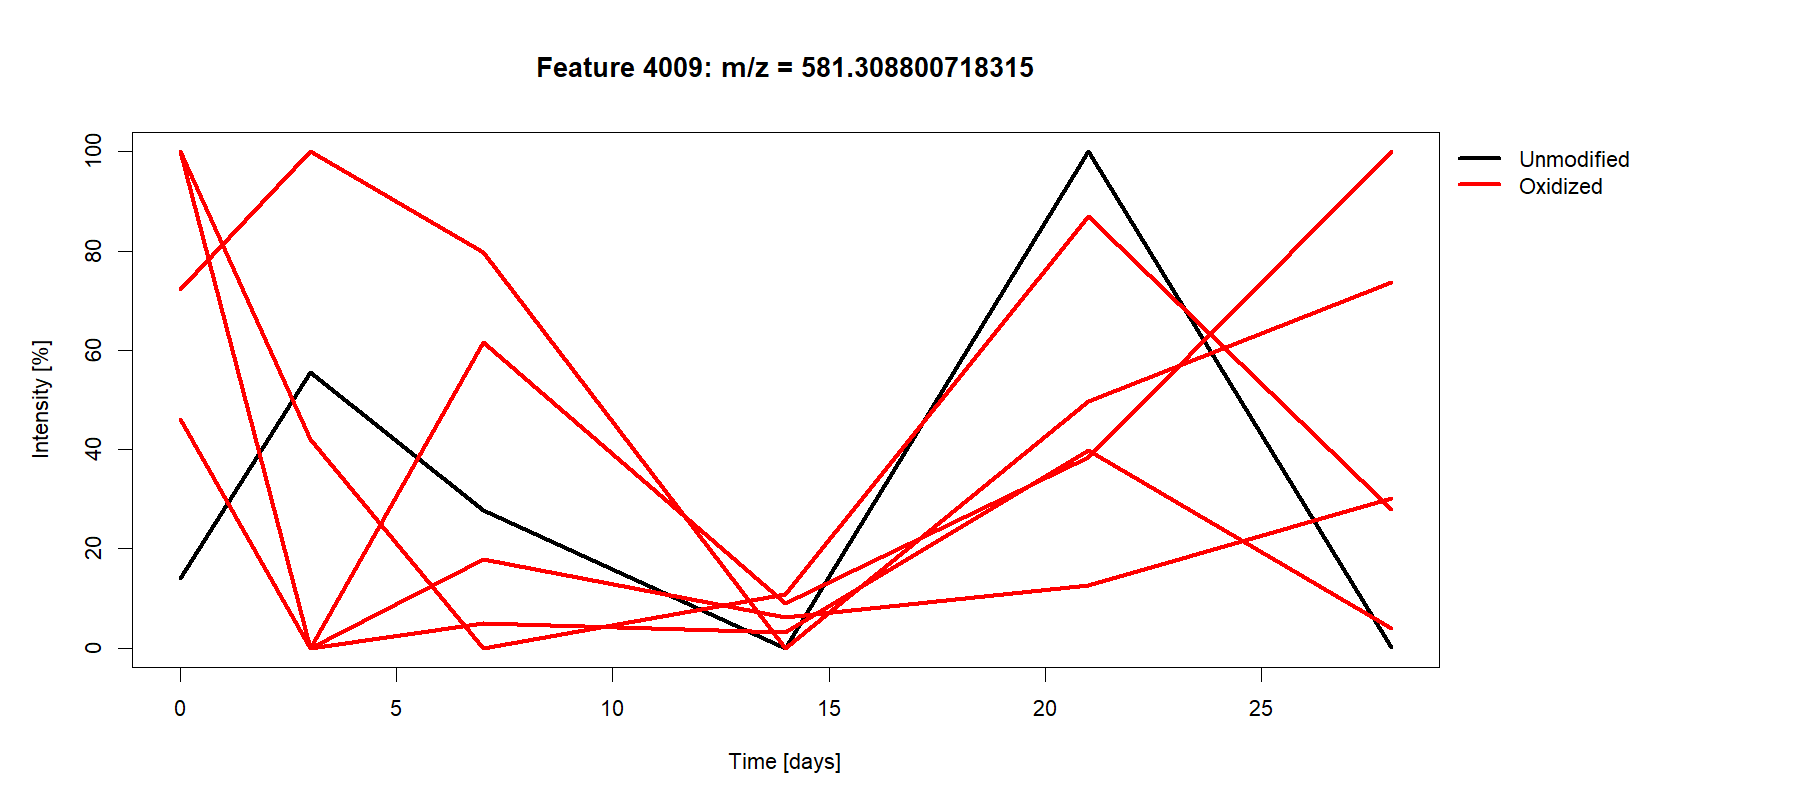 Feature 4009: m/z = 581.308800718315
Unmodified
Oxidized
Intensity [%]
100
80
60
40
20
0
0 5 10 15 20 25
Time [days]